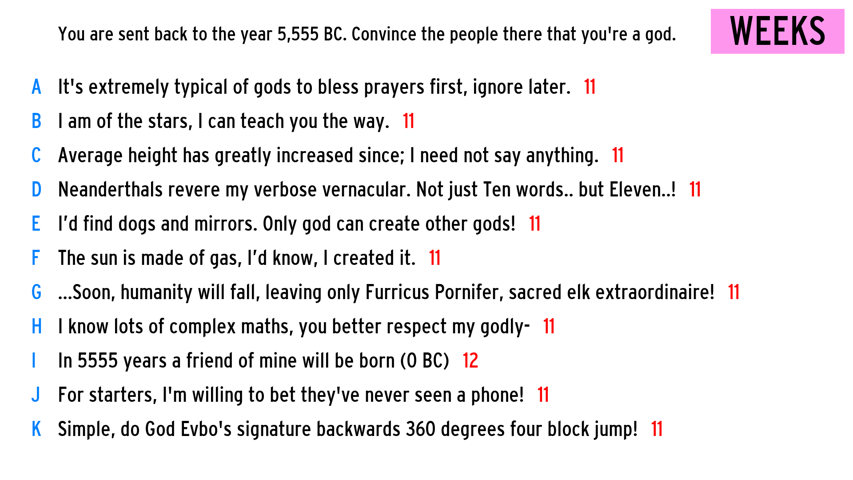 You are sent back to the year 5,555 BC. Convince the people there that you're a god.
WEEKS
A It's extremely typical of gods to bless prayers first, ignore later. 11
B I am of the stars, I can teach you the way. 11
C Average height has greatly increased since; I need not say anything. 11
D Neanderthals revere my verbose vernacular. Not just Ten words.. but Eleven..! 11
E I’d find dogs and mirrors. Only god can create other gods! 11
F The sun is made of gas, I’d know, I created it. 11
G ...Soon, humanity will fall, leaving only Furricus Pornifer, sacred elk extraordinaire! 11
H I know lots of complex maths, you better respect my godly- 11
I In 5555 years a friend of mine will be born (0 BC) 12
J For starters, I'm willing to bet they've never seen a phone! 11
K Simple, do God Evbo's signature backwards 360 degrees four block jump! 11